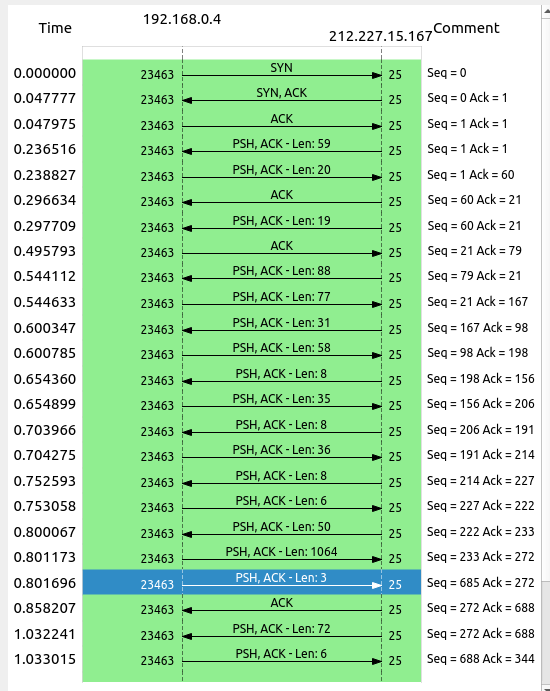 Time 192.168.0.4 212.227.15.167 Comment
0.000000 23463 SYN 25 Seq = 0
0.047777 23463 SYN, ACK 25 Seq = 0 Ack = 1
0.047975 23463 ACK 25 Seq = 1 Ack = 1
0.236516 23463 PSH, ACK - Len: 59 25 Seq = 1 Ack = 1
0.238827 23463 PSH, ACK - Len: 20 25 Seq = 1 Ack = 60
0.296634 23463 ACK 25 Seq = 60 Ack = 21
0.297709 23463 PSH, ACK - Len: 19 25 Seq = 60 Ack = 21
0.495793 23463 ACK 25 Seq = 21 Ack = 79
0.544112 23463 PSH, ACK - Len: 88 25 Seq = 79 Ack = 21
0.544633 23463 PSH, ACK - Len: 77 25 Seq = 21 Ack = 167
0.600347 23463 PSH, ACK - Len: 31 25 Seq = 167 Ack = 98
0.600785 23463 PSH, ACK - Len: 58 25 Seq = 98 Ack = 198
0.654360 23463 PSH, ACK - Len: 8 25 Seq = 198 Ack = 156
0.654899 23463 PSH, ACK - Len: 35 25 Seq = 156 Ack = 206
0.703966 23463 PSH, ACK - Len: 8 25 Seq = 206 Ack = 191
0.704275 23463 PSH, ACK - Len: 36 25 Seq = 191 Ack = 214
0.752593 23463 PSH, ACK - Len: 8 25 Seq = 214 Ack = 227
0.753058 23463 PSH, ACK - Len: 6 25 Seq = 227 Ack = 222
0.800067 23463 PSH, ACK - Len: 50 25 Seq = 222 Ack = 233
0.801173 23463 PSH, ACK - Len: 1064 25 Seq = 233 Ack = 272
0.801696 23463 PSH, ACK - Len: 3 25 Seq = 685 Ack = 272
0.858207 23463 ACK 25 Seq = 272 Ack = 688
1.032241 23463 PSH, ACK - Len: 72 25 Seq = 272 Ack = 688
1.033015 23463 PSH, ACK - Len: 6 25 Seq = 688 Ack = 344